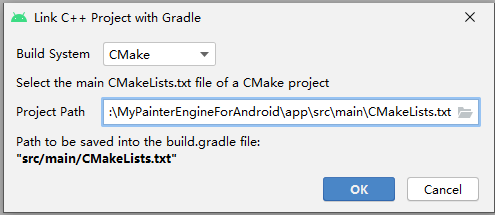 Link C++ Project with Gradle
Build System CMake
Select the main CMakeLists.txt file of a CMake project
Project Path :\MyPainterEngineForAndroid\app\src\main\CMakeLists.txt
Path to be saved into the build.gradle file:
"src/main/CMakeLists.txt"
OK Cancel